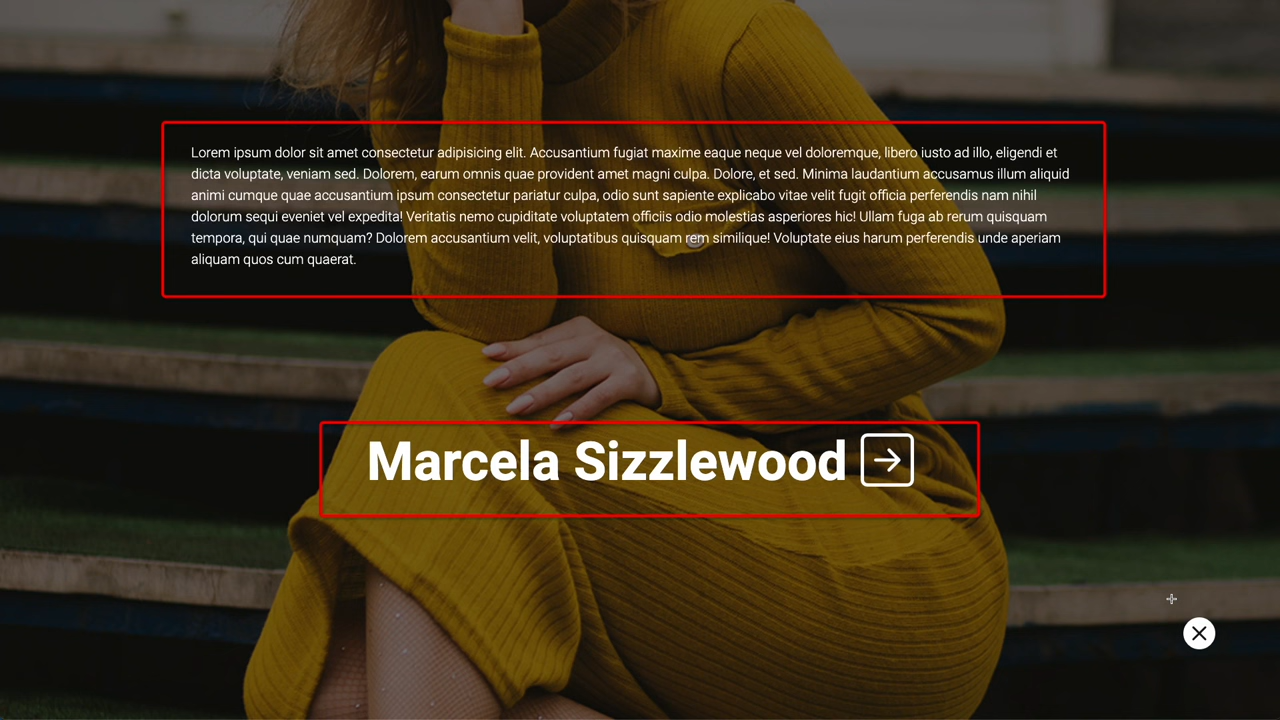 Lorem ipsum dolor sit amet consectetur adipisicing elit. Accusantium fugiat maxime eaque neque vel doloremque, libero iusto ad illo, eligendi et
dicta voluptate, veniam sed. Dolorem, earum omnis quae provident amet magni culpa. Dolore, et sed. Minima laudantium accusamus illum aliquid
animi cumque quae accusantium ipsum consectetur pariatur culpa, odio sunt sapiente explicabo vitae velit fugit officia perferendis nam nihil
dolorum sequi eveniet vel expedita! Veritatis nemo cupiditate voluptatem officiis odio molestias asperiores hic! Ullam fuga ab rerum quisquam
tempora, qui quae numquam? Dolorem accusantium velit, voluptatibus quisquam rem similique! Voluptate eius harum perferendis unde aperiam
aliquam quos cum quaerat.
Marcela Sizzlewood